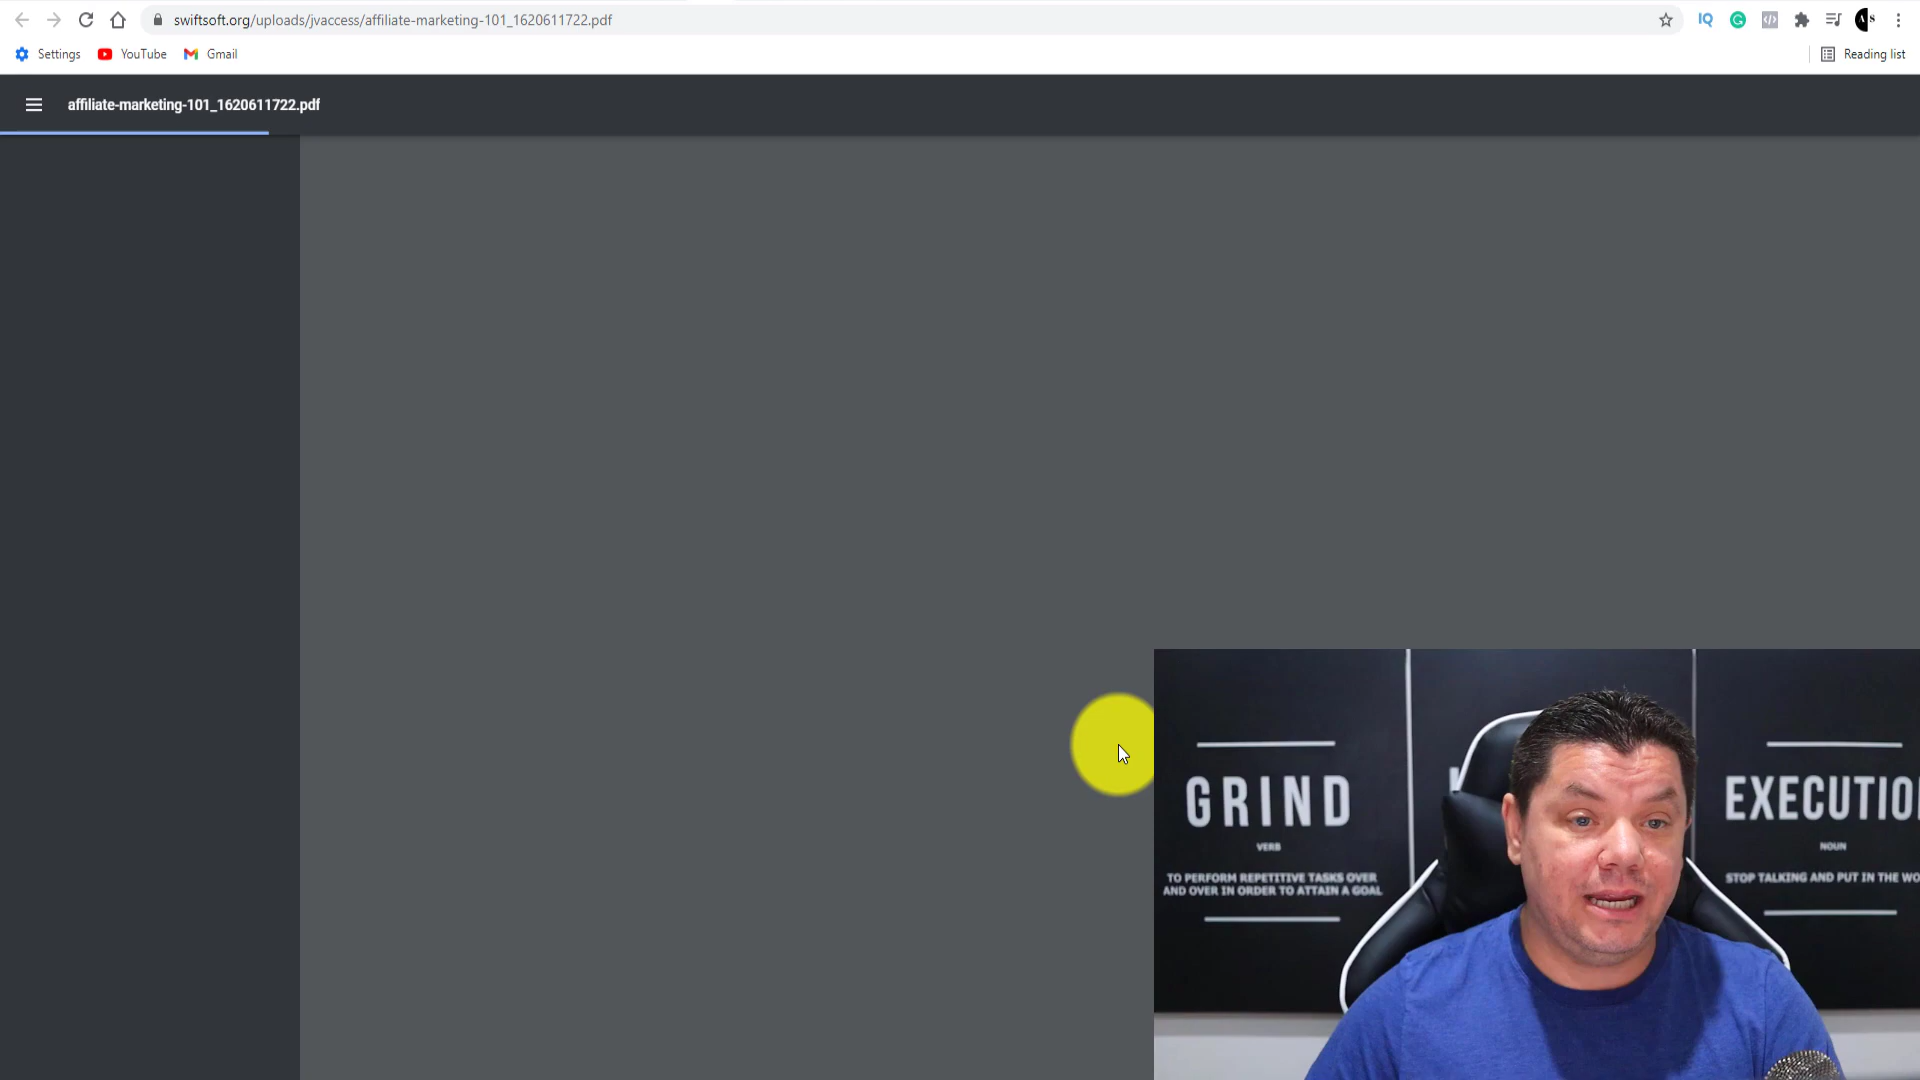 swiftsoft.org/uploads/jvaccess/affiliate-marketing-101_1620611722.pdf
IQ
A S
Settings
YouTube
Gmail
Reading list
affiliate-marketing-101_1620611722.pdf
GRIND
VERB
TO PERFORM REPETITIVE TASKS OVER
AND OVER IN ORDER TO ATTAIN A GOAL
EXECUTIO
NOUN
STOP TALKING AND PUT IN THE WO